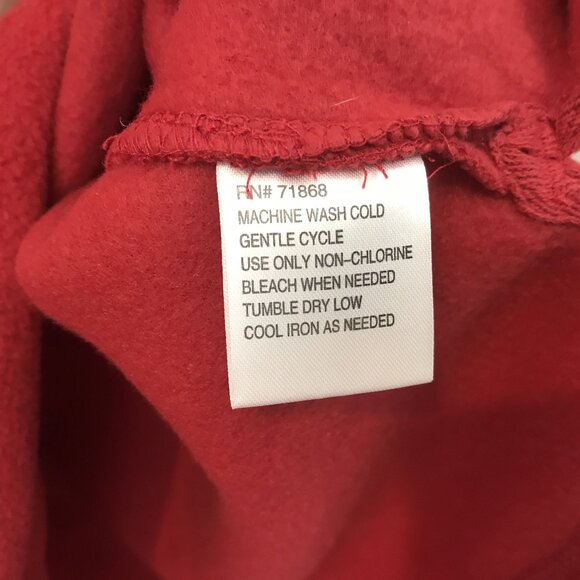 RN# 71868
MACHINE WASH COLD
GENTLE CYCLE
USE ONLY NON-CHLORINE
BLEACH WHEN NEEDED
TUMBLE DRY LOW
COOL IRON AS NEEDED